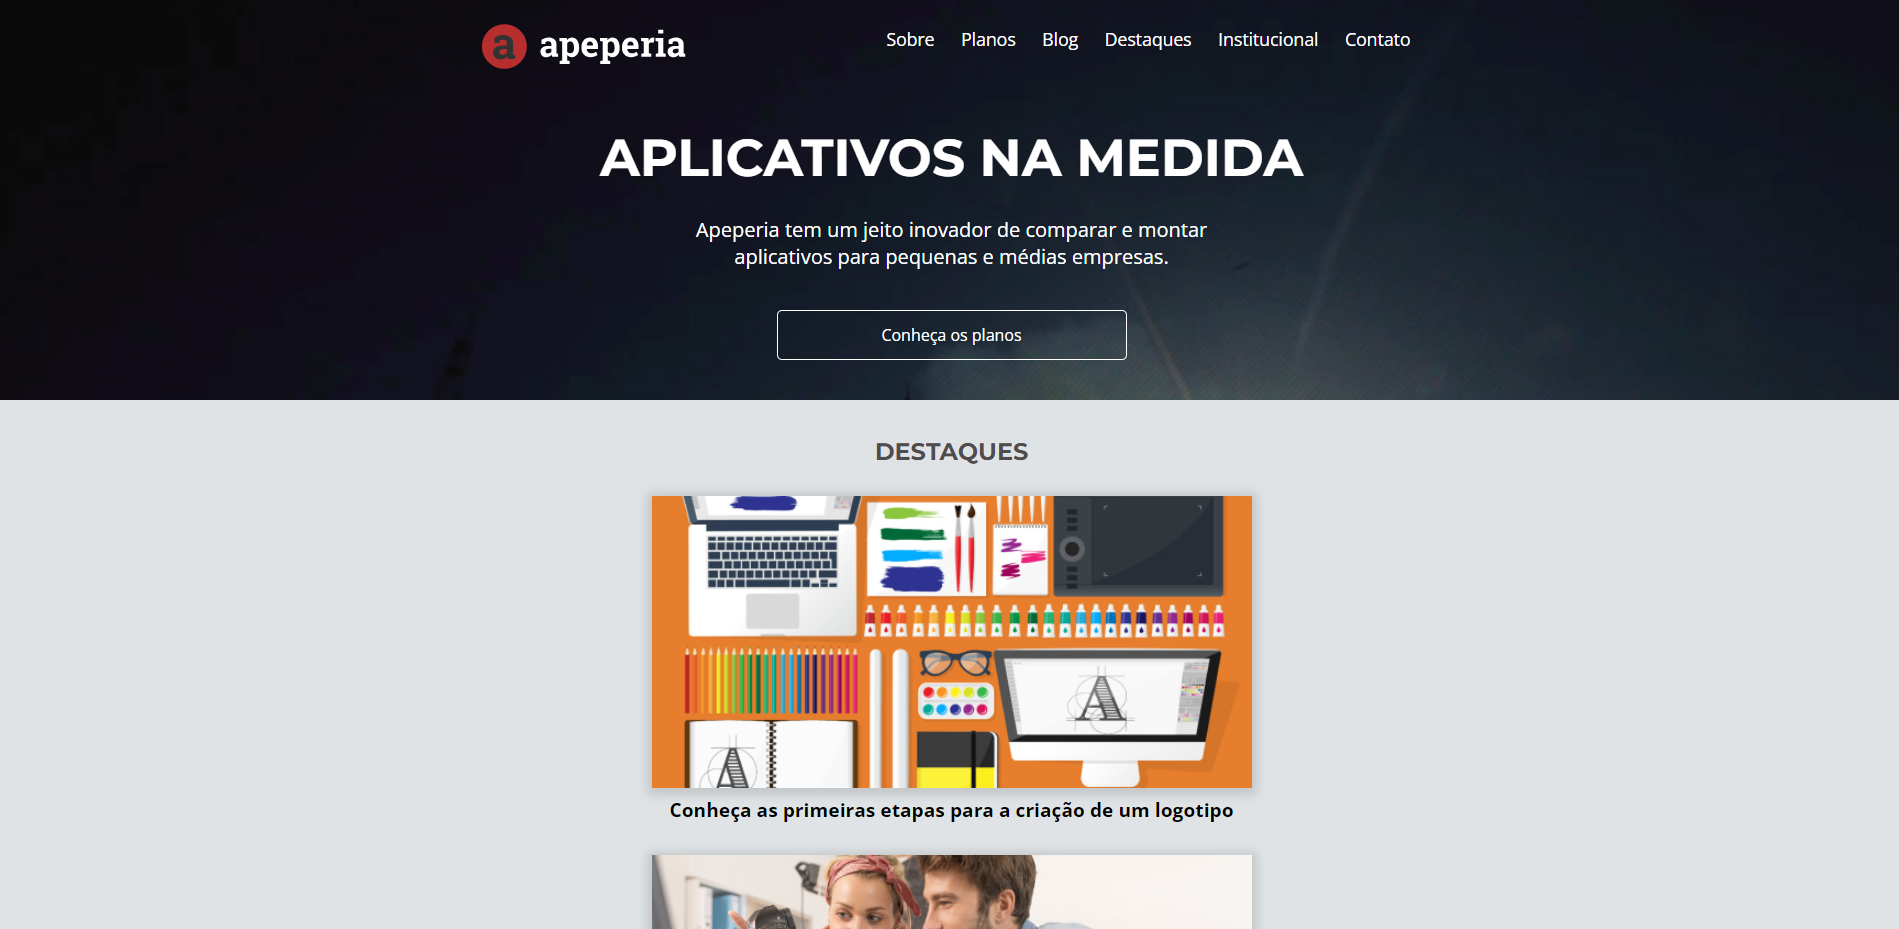 a apeperia
Sobre Planos Blog Destaques Institucional Contato
APLICATIVOS NA MEDIDA
Apeperia tem um jeito inovador de comparar e montar
aplicativos para pequenas e médias empresas.
Conheça os planos
DESTAQUES
A
A
Conheça as primeiras etapas para a criação de um logotipo